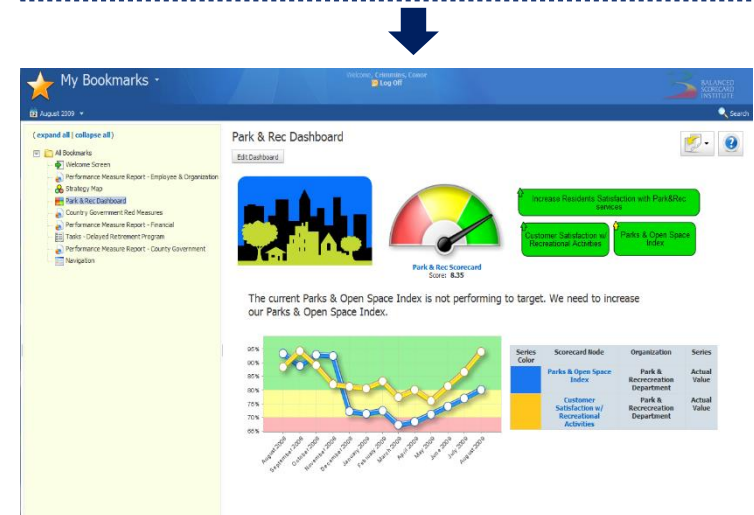 My Bookmarks
Welcome, Crimmins, Conor
Log Off
BALANCED
SCORECARD
INSTITUTE
August 2009
Search
( expand all | collapse all )
All Bookmarks
Welcome Screen
Performance Measure Report - Employee & Organization
Strategy Map
Park & Rec Dashboard
Country Government Red Measures
Performance Measure Report - Financial
Tasks - Delayed Retirement Program
Performance Measure Report - County Government
Navigation
Park & Rec Dashboard
Edit Dashboard
Park & Rec Scorecard
Score: 8.35
Increase Residents Satisfaction with Park&Rec
services
Customer Satisfaction w/
Recreational Activities
Parks & Open Space
Index
The current Parks & Open Space Index is not performing to target. We need to increase
our Parks & Open Space Index.
95%
90%
85%
80%
75%
70%
65%
August 2008
September 2008
October 2008
November 2008
December 2008
January 2009
February 2009
March 2009
April 2009
May 2009
June 2009
July 2009
August 2009
Series
Color
Scorecard Node
Organization
Series
Parks & Open Space
Index
Park &
Recrecreation
Department
Actual
Value
Customer
Satisfaction w/
Recreational
Activities
Park &
Recrecreation
Department
Actual
Value